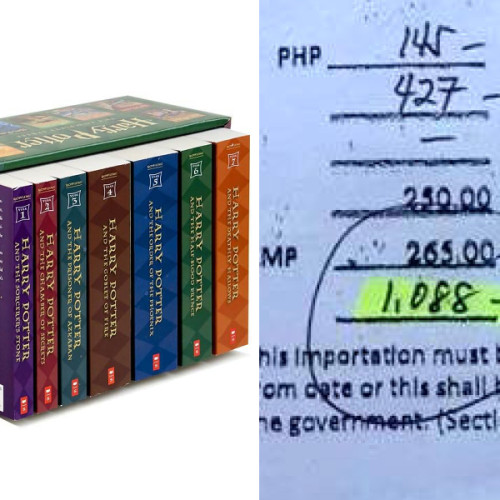 Harry Potter
1
HARRY POTTER
AND THE SORCERER'S STONE
2
HARRY POTTER
AND THE CHAMBER OF SECRETS
3
HARRY POTTER
AND THE PRISONER OF AZKABAN
4
HARRY POTTER
AND THE GOBLET OF FIRE
5
HARRY POTTER
AND THE ORDER OF THE PHOENIX
6
HARRY POTTER
AND THE HALF-BLOOD PRINCE
7
HARRY POTTER
AND THE DEATHLY HALLOWS
PHP 145 -
427 -
-
250.00
MP 265.00
1,088
his importation must b
om date or this shall b
he government. (Secti